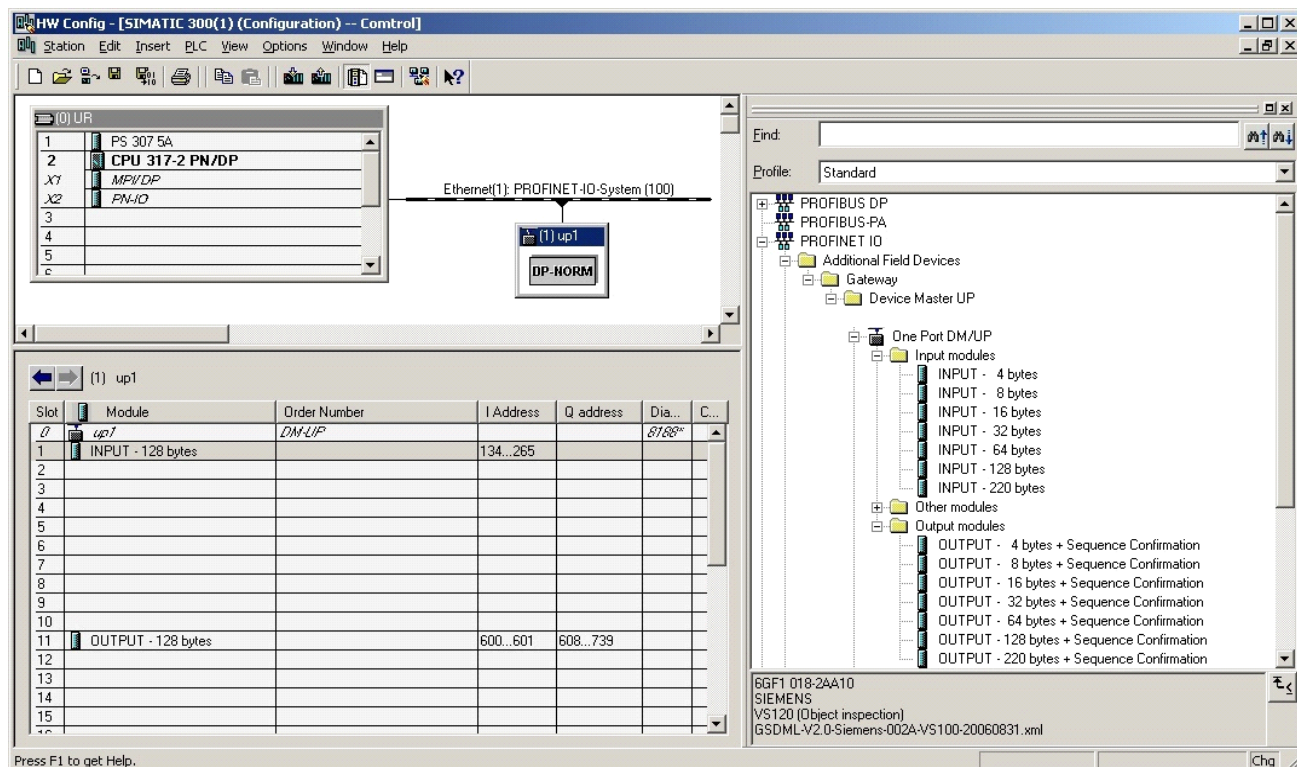 HW Config - [SIMATIC 300(1) (Configuration) -- Comtrol]
Station Edit Insert PLC View Options Window Help
(0) UR
1 PS 307 5A
2 CPU 317-2 PN/DP
X1 MPI/DP
X2 PN-IO
3
4
5
Ethernet(1): PROFINET-IO-System (100)
(1) up1
DP-NORM
(1) up1
Slot Module Order Number I Address Q address Dia... C...
0 up1 DM-UP 8188*
1 INPUT - 128 bytes 134...265
2
3
4
5
6
7
8
9
10
11 OUTPUT - 128 bytes 600...601 608...739
12
13
14
15
Find:
Profile: Standard
PROFIBUS DP
PROFIBUS-PA
PROFINET IO
Additional Field Devices
Gateway
Device Master UP
One Port DM/UP
Input modules
INPUT - 4 bytes
INPUT - 8 bytes
INPUT - 16 bytes
INPUT - 32 bytes
INPUT - 64 bytes
INPUT - 128 bytes
INPUT - 220 bytes
Other modules
Output modules
OUTPUT - 4 bytes + Sequence Confirmation
OUTPUT - 8 bytes + Sequence Confirmation
OUTPUT - 16 bytes + Sequence Confirmation
OUTPUT - 32 bytes + Sequence Confirmation
OUTPUT - 64 bytes + Sequence Confirmation
OUTPUT - 128 bytes + Sequence Confirmation
OUTPUT - 220 bytes + Sequence Confirmation
6GF1 018-2AA10
SIEMENS
VS120 (Object inspection)
GSDML-V2.0-Siemens-002A-VS100-20060831.xml
Press F1 to get Help.
Chg